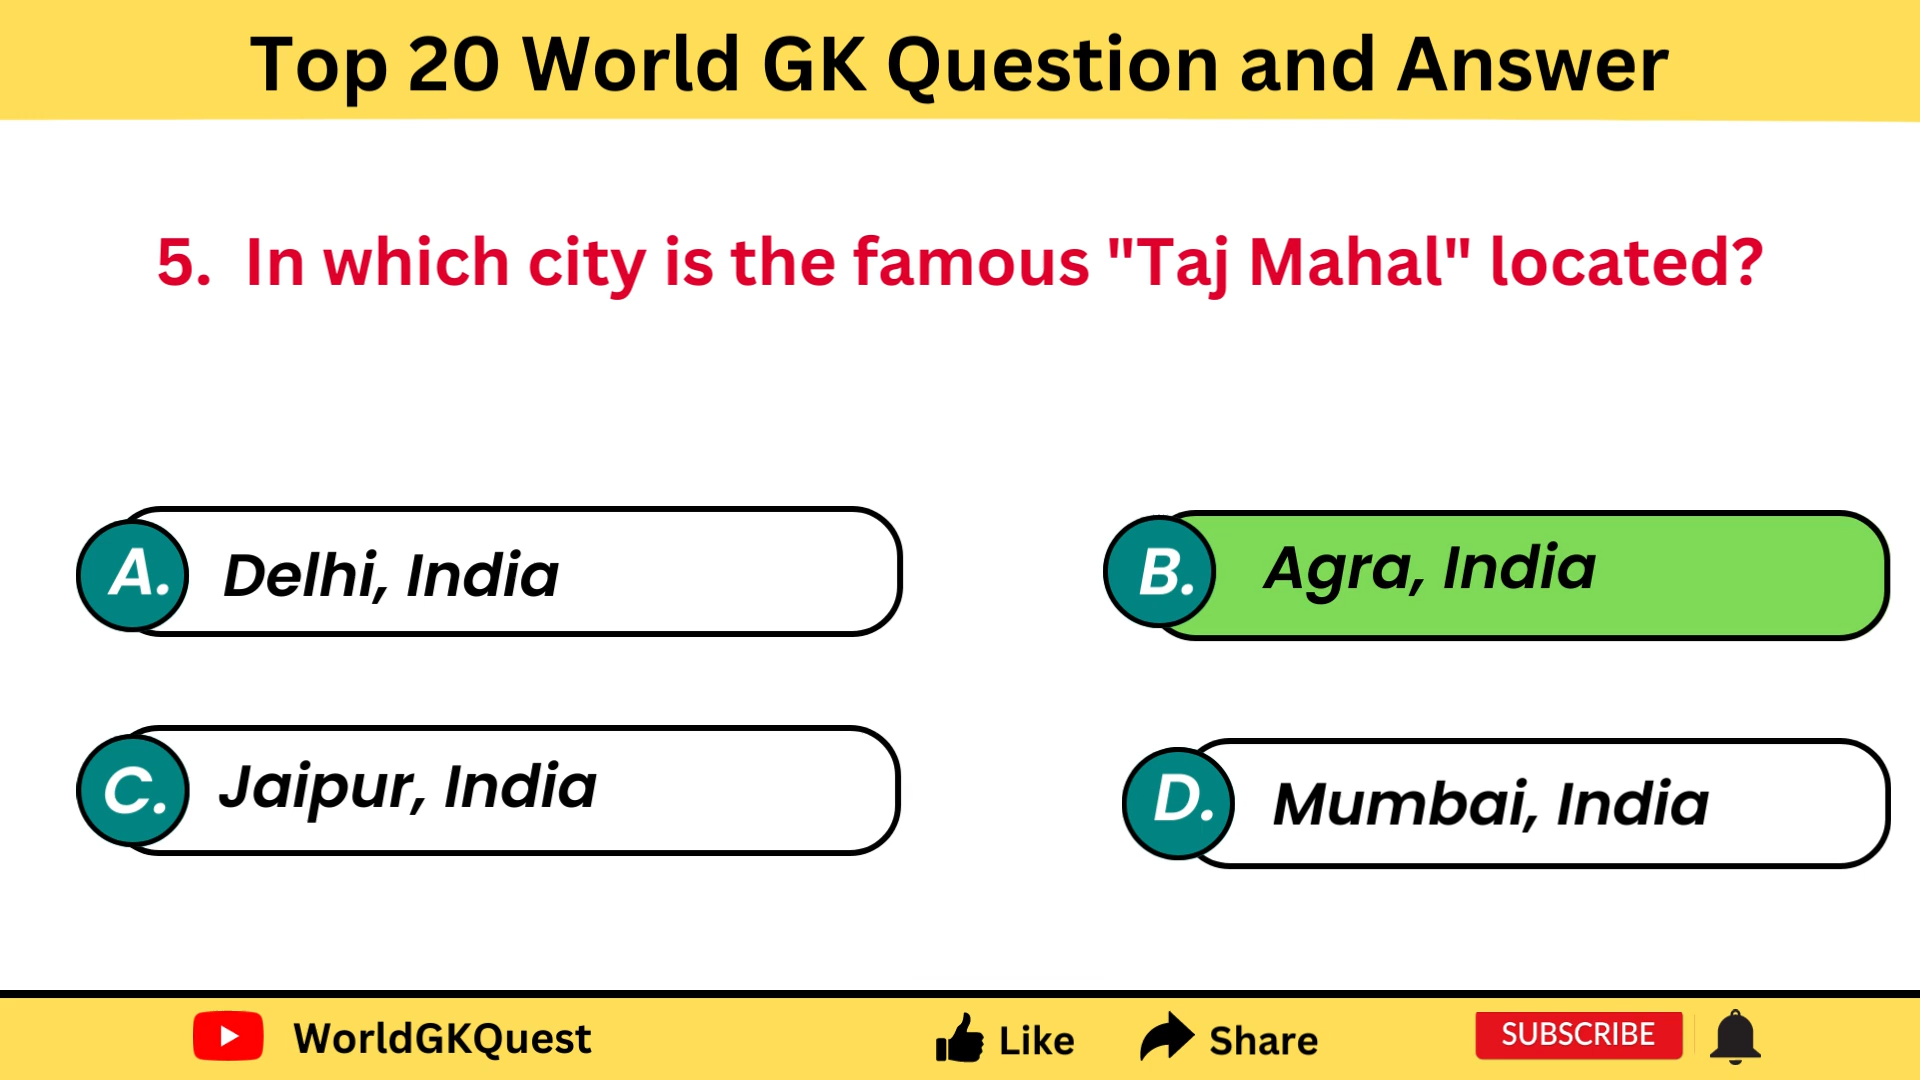 Top 20 World GK Question and Answer
5. In which city is the famous "Taj Mahal" located?
A. Delhi, India
B. Agra, India
C. Jaipur, India
D. Mumbai, India
WorldGKQuest
Like
Share
SUBSCRIBE